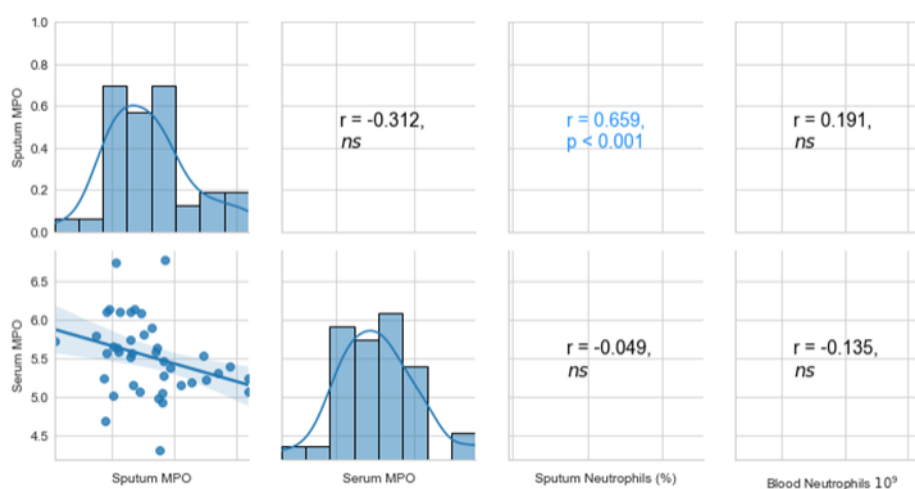 1.0
0.8
0.6
0.4
0.2
0.0
Sputum MPO
r = -0.312,
ns
r = 0.659,
p < 0.001
r = 0.191,
ns
6.5
6.0
5.5
5.0
4.5
Serum MPO
r = -0.049,
ns
r = -0.135,
ns
Sputum MPO
Serum MPO
Sputum Neutrophils (%)
Blood Neutrophils 10⁹